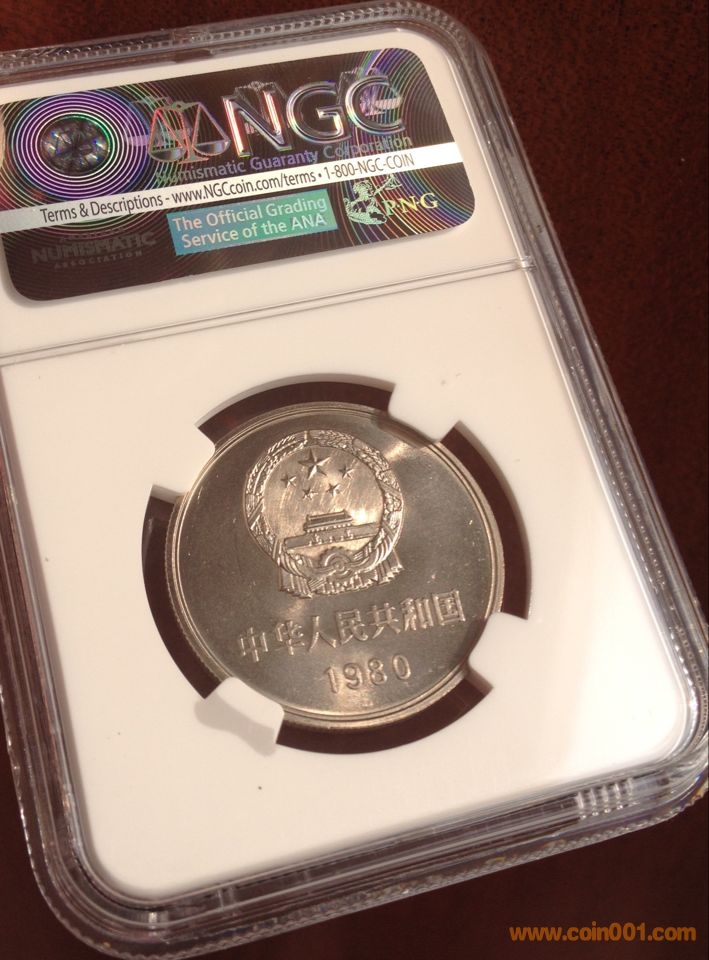 NGC
Numismatic Guaranty Corporation
Terms & Descriptions - www.NGCcoin.com/terms • 1-800-NGC-COIN
The Official Grading
Service of the ANA
PNG
NUMISMATIC
ASSOCIATION
中华人民共和国
1980
www.coin001.com